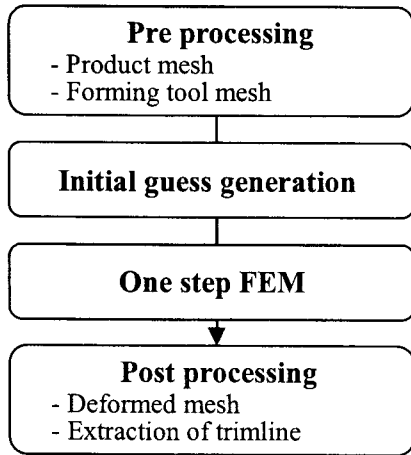 Pre processing
- Product mesh
- Forming tool mesh
Initial guess generation
One step FEM
Post processing
- Deformed mesh
- Extraction of trimline